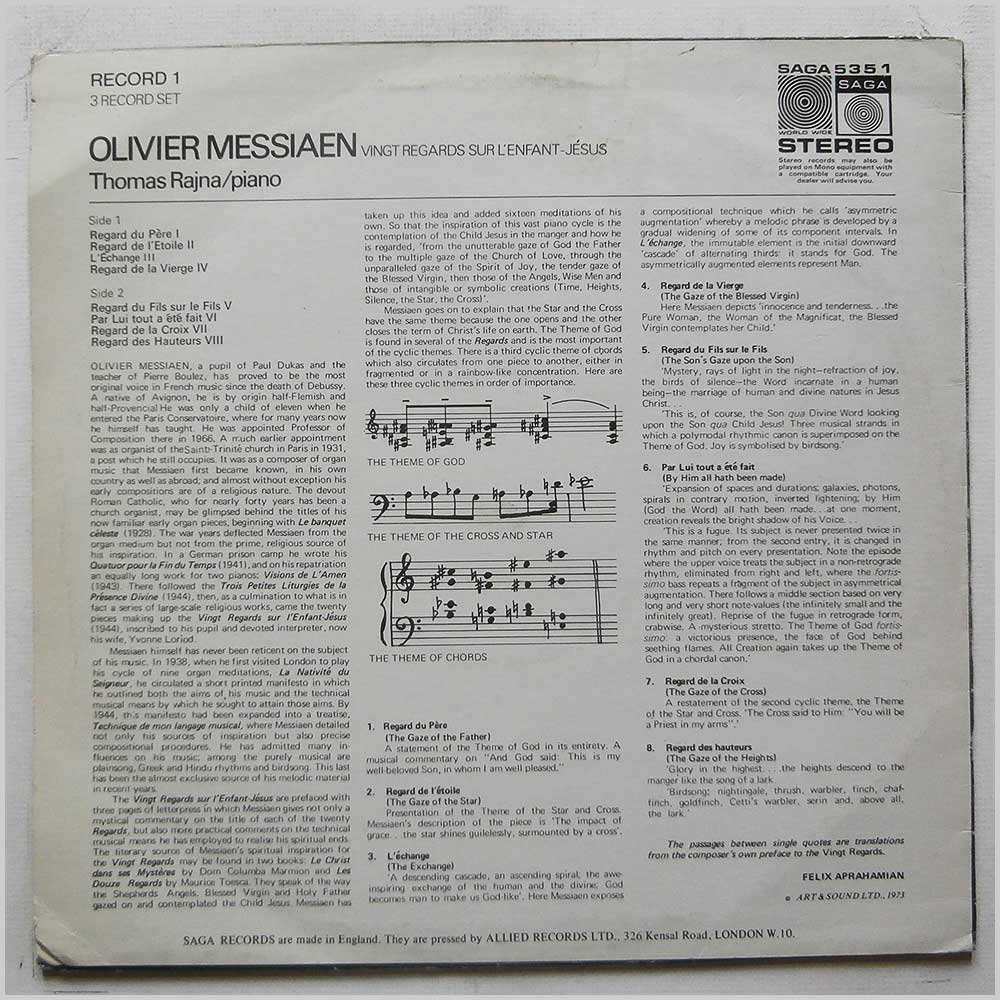 RECORD 1
3 RECORD SET
OLIVIER MESSIAEN VINGT REGARDS SUR L'ENFANT-JÉSUS
Thomas Rajna/piano
SAGA 5351
SAGA
WORLD WIDE
STEREO
Stereo records may also be
played on Mono equipment with
a compatible cartridge. Your
dealer will advise you.
Side 1
Regard du Père I
Regard de l'Etoile II
L'Échange III
Regard de la Vierge IV
Side 2
Regard du Fils sur le Fils V
Par Lui tout a été fait VI
Regard de la Croix VII
Regard des Hauteurs VIII
OLIVIER MESSIAEN, a pupil of Paul Dukas and the
teacher of Pierre Boulez, has proved to be the most
original voice in French music since the death of Debussy.
A native of Avignon, he is by origin half-Flemish and
half-Provencial He was only a child of eleven when he
entered the Paris Conservatoire, where for many years now
he himself has taught. He was appointed Professor of
Composition there in 1966. A much earlier appointment
was as organist of the Saint-Trinité church in Paris in 1931,
a post which he still occupies. It was as a composer of organ
music that Messiaen first became known, in his own
country as well as abroad; and almost without exception his
early compositions are of a religious nature. The devout
Roman Catholic, who for nearly forty years has been a
church organist, may be glimpsed behind the titles of his
now familiar early organ pieces, beginning with Le banquet
céleste (1928). The war years deflected Messiaen from the
organ medium but not from the prime, religious source of
his inspiration. In a German prison camp he wrote his
Quatuor pour la Fin du Temps (1941), and on his repatriation
an equally long work for two pianos: Visions de L'Amen
(1943). There followed the Trois Petites Liturgies de la
Présence Divine (1944), then, as a culmination to what is in
fact a series of large-scale religious works, came the twenty
pieces making up the Vingt Regards sur l'Enfant-Jésus
(1944), inscribed to his pupil and devoted interpreter, now
his wife, Yvonne Loriod.
Messiaen himself has never been reticent on the subject
of his music. In 1938, when he first visited London to play
his cycle of nine organ meditations, La Nativité du
Seigneur, he circulated a short printed manifesto in which
he outlined both the aims of his music and the technical
musical means by which he sought to attain those aims. By
1944, this manifesto had been expanded into a treatise,
Technique de mon langage musical, where Messiaen detailed
not only his sources of inspiration but also precise
compositional procedures. He has admitted many in-
fluences on his music; among the purely musical are
plainsong, Greek and Hindu rhythms and birdsong. This last
has been the almost exclusive source of his melodic material
in recent years.
The Vingt Regards sur l'Enfant-Jésus are prefaced with
three pages of letterpress in which Messiaen gives not only a
mystical commentary on the title of each of the twenty
Regards, but also more practical comments on the technical
musical means he has employed to realise his spiritual ends.
The literary source of Messiaen's spiritual inspiration for
the Vingt Regards may be found in two books: Le Christ
dans ses Mystères by Dom Columba Marmion and Les
Douze Regards by Maurice Toesca. They speak of the way
the Shepherds, Angels, Blessed Virgin and Holy Father
gazed on and contemplated the Child Jesus. Messiaen has
taken up this idea and added sixteen meditations of his
own. So that the inspiration of this vast piano cycle is the
contemplation of the Child Jesus in the manger and how he
is regarded, 'from the unutterable gaze of God the Father
to the multiple gaze of the Church of Love, through the
unparalleled gaze of the Spirit of Joy, the tender gaze of
the Blessed Virgin, then those of the Angels, Wise Men and
those of intangible or symbolic creations (Time, Heights,
Silence, the Star, the Cross)'.
Messiaen goes on to explain that 'the Star and the Cross
have the same theme because the one opens and the other
closes the term of Christ's life on earth. The Theme of God
is found in several of the Regards and is the most important
of the cyclic themes. There is a third cyclic theme of chords
which also circulates from one piece to another, either in
fragmented or in a rainbow-like concentration. Here are
these three cyclic themes in order of importance.
THE THEME OF GOD
THE THEME OF THE CROSS AND STAR
THE THEME OF CHORDS
1. Regard du Père
(The Gaze of the Father)
A statement of the Theme of God in its entirety. A
musical commentary on "And God said: This is my
well-beloved Son, in whom I am well pleased."
2. Regard de l'étoile
(The Gaze of the Star)
Presentation of the Theme of Star and Cross.
Messiaen's description of the piece is 'The impact of
grace. . .the star shines guilelessly, surmounted by a cross'.
3. L'échange
(The Exchange)
'A descending cascade, an ascending spiral; the awe-
inspiring exchange of the human and the divine; God
becomes man to make us God-like'. Here Messiaen exposes
a compositional technique which he calls 'asymmetric
augmentation' whereby a melodic phrase is developed by a
gradual widening of some of its component intervals. In
L'échange, the immutable element is the initial downward
'cascade' of alternating thirds: it stands for God. The
asymmetrically augmented elements represent Man.
4. Regard de la Vierge
(The Gaze of the Blessed Virgin)
Here Messiaen depicts 'innocence and tenderness. . .the
Pure Woman, the Woman of the Magnificat, the Blessed
Virgin contemplates her Child.'
5. Regard du Fils sur le Fils
(The Son's Gaze upon the Son)
'Mystery, rays of light in the night—refraction of joy,
the birds of silence—the Word incarnate in a human
being—the marriage of human and divine natures in Jesus
Christ. . .
'This is, of course, the Son qua Divine Word looking
upon the Son qua Child Jesus! Three musical strands in
which a polymodal rhythmic canon is superimposed on the
Theme of God. Joy is symbolised by birdsong.'
6. Par Lui tout a été fait
(By Him all hath been made)
'Expansion of spaces and durations; galaxies, photons,
spirals in contrary motion, inverted lightening; by Him
(God the Word) all hath been made. . .at one moment,
creation reveals the bright shadow of his Voice. . .
'This is a fugue. Its subject is never presented twice in
the same manner; from the second entry, it is changed in
rhythm and pitch on every presentation. Note the episode
where the upper voice treats the subject in a non-retrograde
rhythm, eliminated from right and left, where the fortis-
simo bass repeats a fragment of the subject in asymmetrical
augmentation. There follows a middle section based on very
long and very short note-values (the infinitely small and the
infinitely great). Reprise of the fugue in retrograde form,
crabwise. A mysterious stretto. The Theme of God fortis-
simo: a victorious presence, the face of God behind
seething flames. All Creation again takes up the Theme of
God in a chordal canon.'
7. Regard de la Croix
(The Gaze of the Cross)
A restatement of the second cyclic theme, the Theme
of the Star and Cross. 'The Cross said to Him: "You will be
a Priest in my arms".'
8. Regard des hauteurs
(The Gaze of the Heights)
'Glory in the highest. . . .the heights descend to the
manger like the song of a lark.
'Birdsong: nightingale, thrush, warbler, finch, chaf-
finch, goldfinch, Cetti's warbler, serin and, above all,
the lark.'
The passages between single quotes are translations
from the composer's own preface to the Vingt Regards.
FELIX APRAHAMIAN
© ART & SOUND LTD., 1973
SAGA RECORDS are made in England. They are pressed by ALLIED RECORDS LTD., 326 Kensal Road, LONDON W.10.